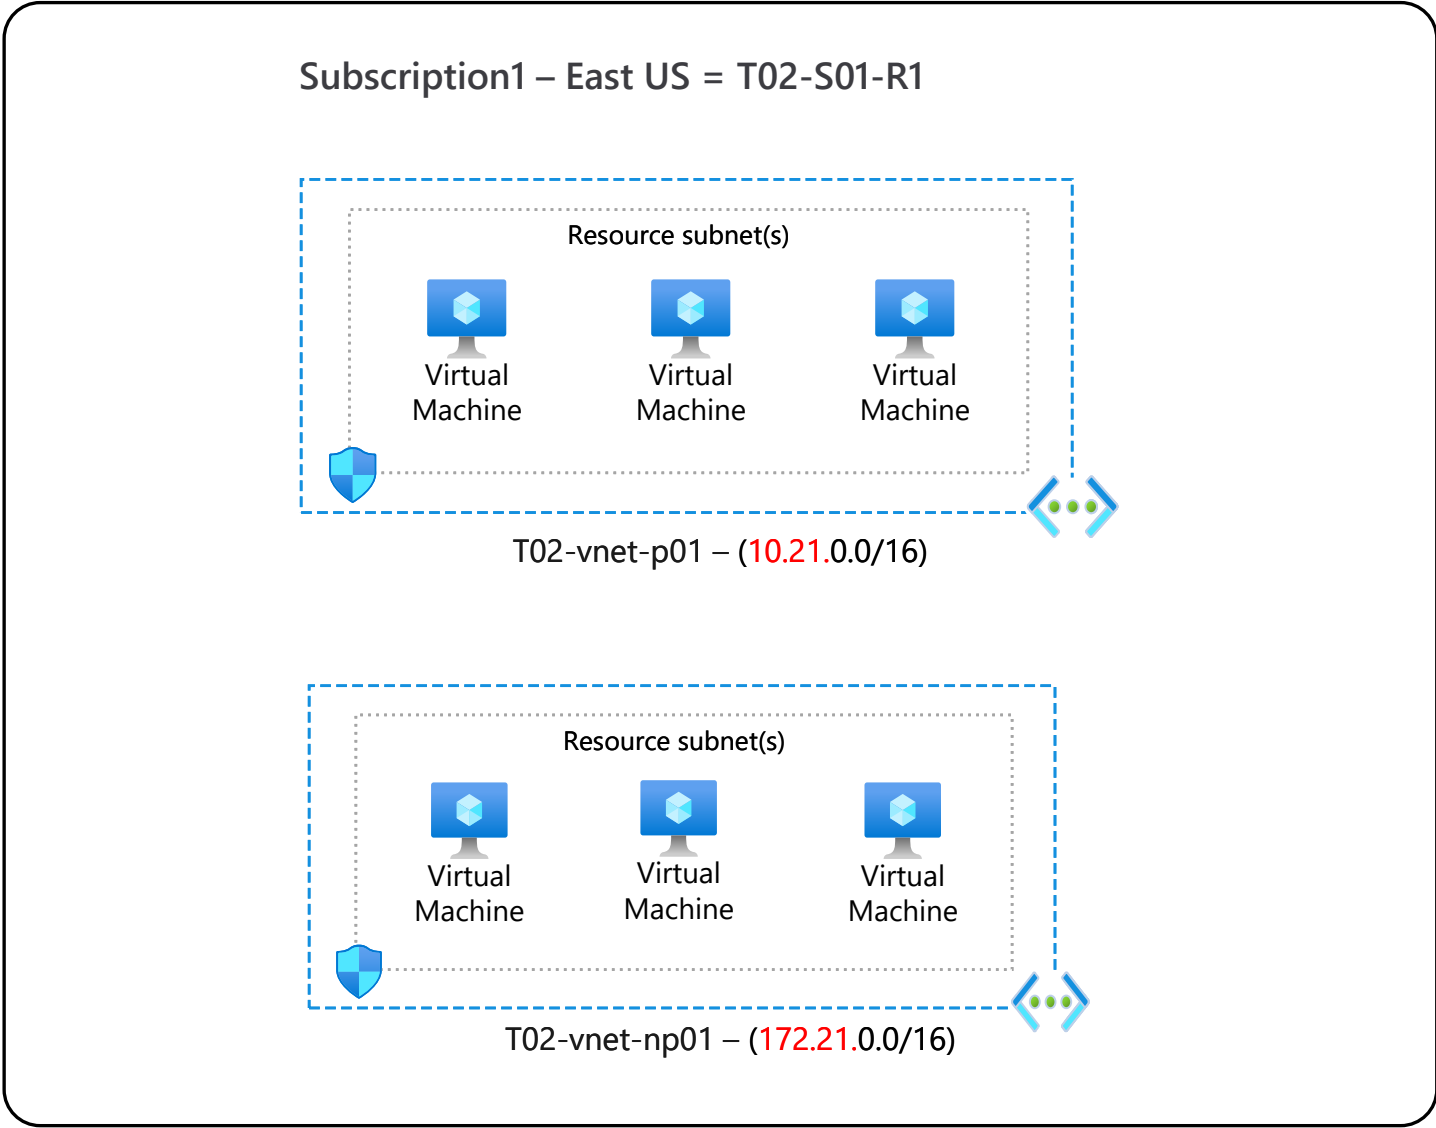 Subscription1 – East US = T02-S01-R1
Resource subnet(s)
Virtual
Machine
Virtual
Machine
Virtual
Machine
T02-vnet-p01 – (10.21.0.0/16)
Resource subnet(s)
Virtual
Machine
Virtual
Machine
Virtual
Machine
T02-vnet-np01 – (172.21.0.0/16)